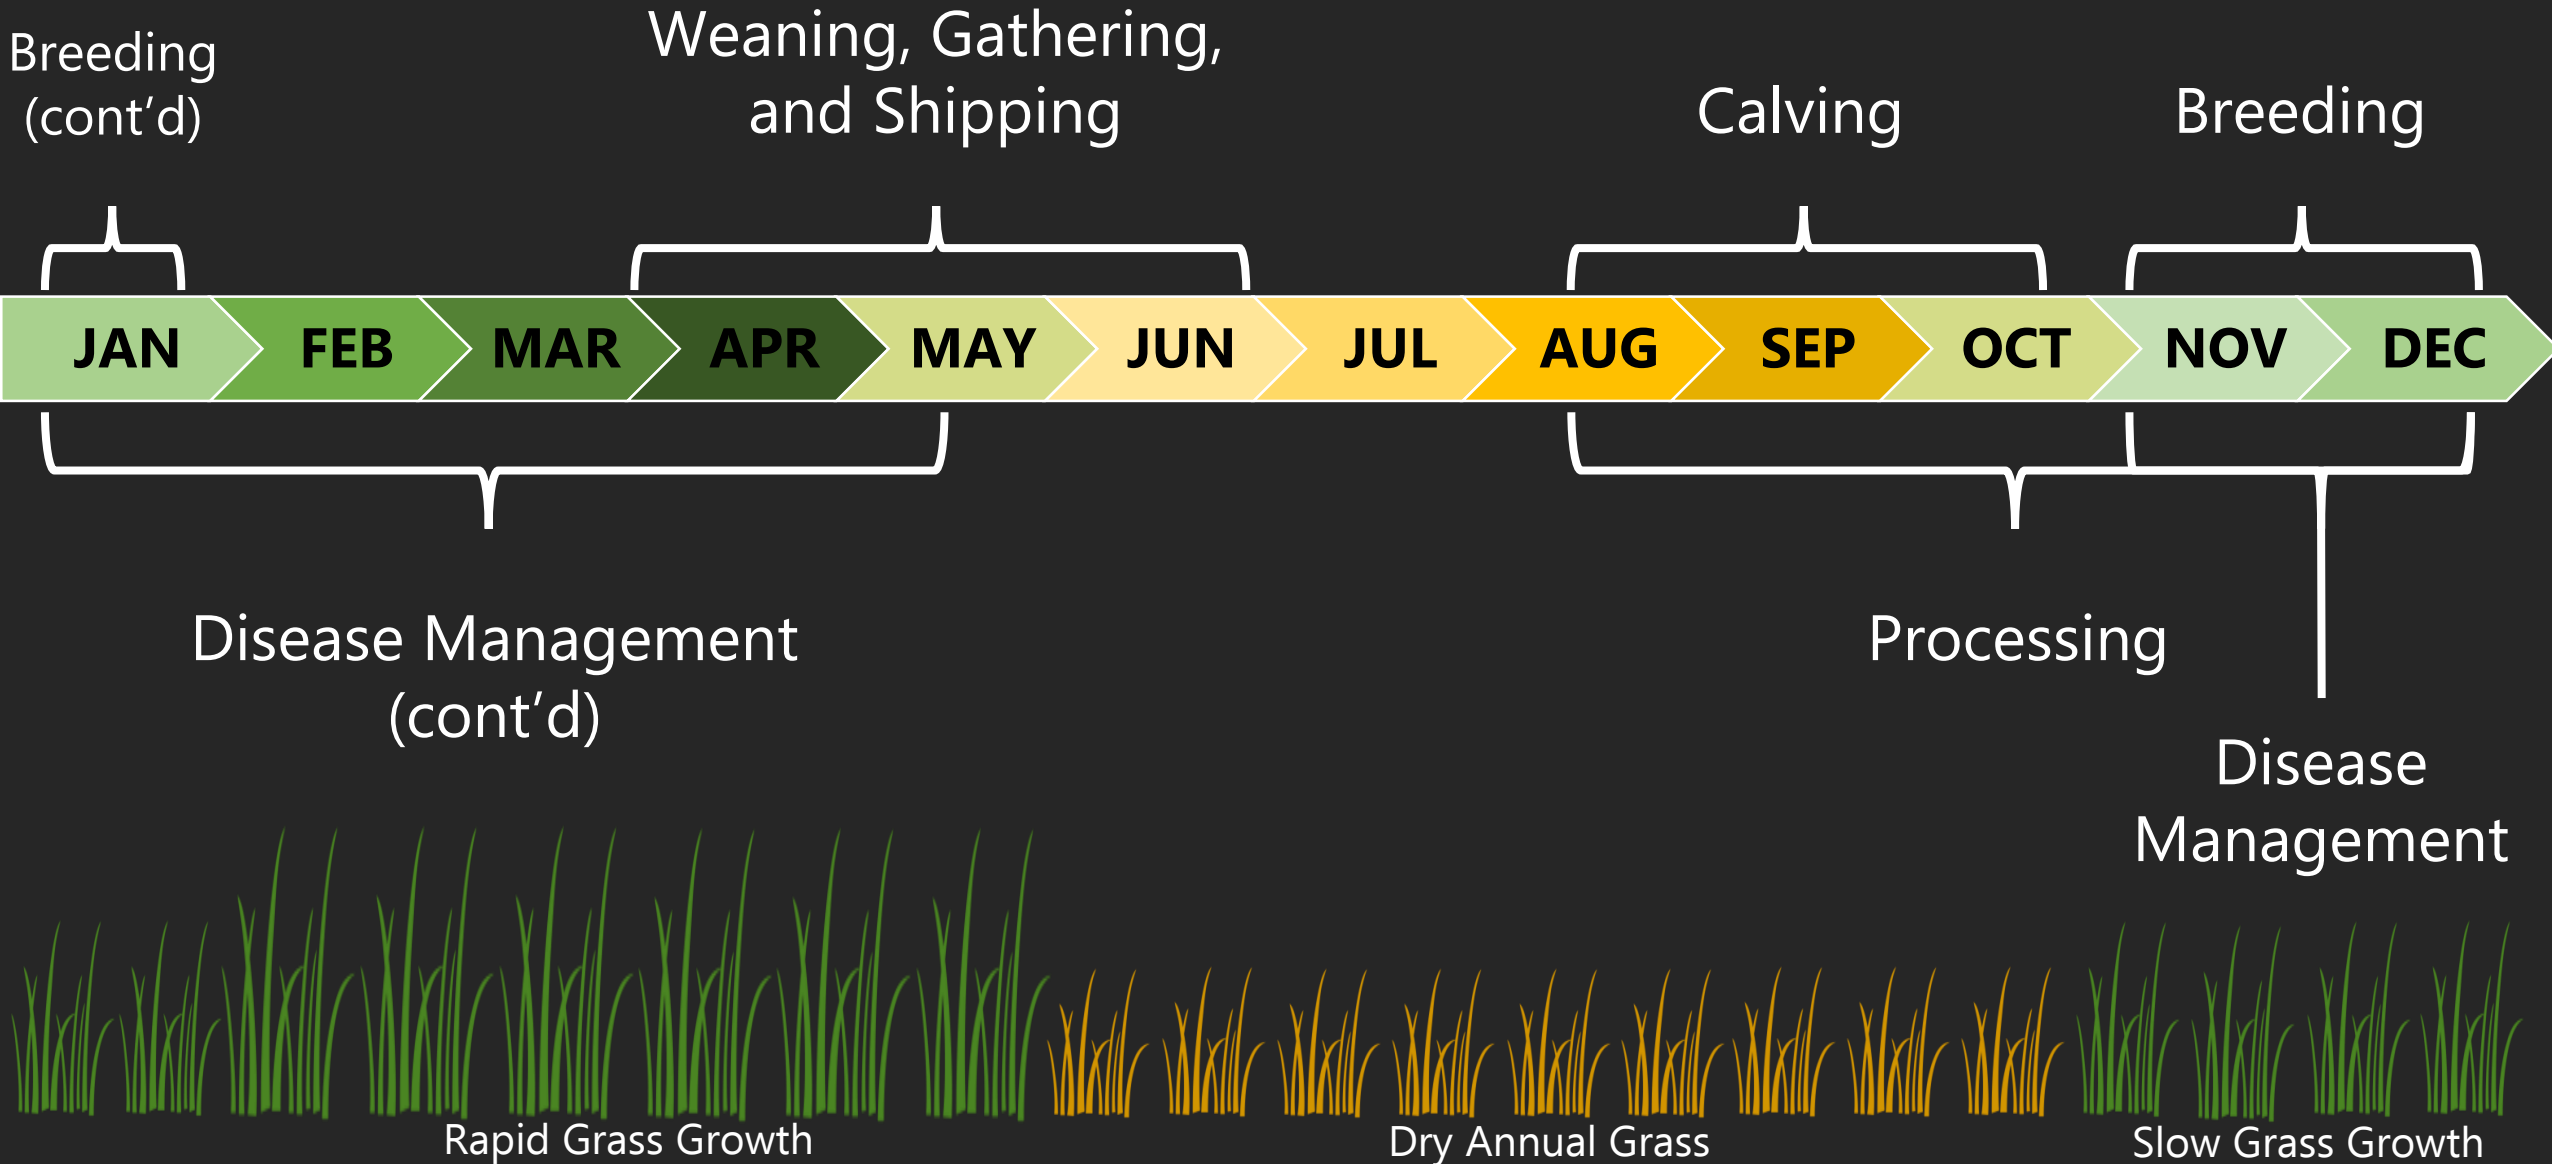 Breeding
(cont’d)
Weaning, Gathering,
and Shipping
Calving
Breeding
JAN
FEB
MAR
APR
MAY
JUN
JUL
AUG
SEP
OCT
NOV
DEC
Disease Management
(cont’d)
Processing
Disease
Management
Rapid Grass Growth
Dry Annual Grass
Slow Grass Growth